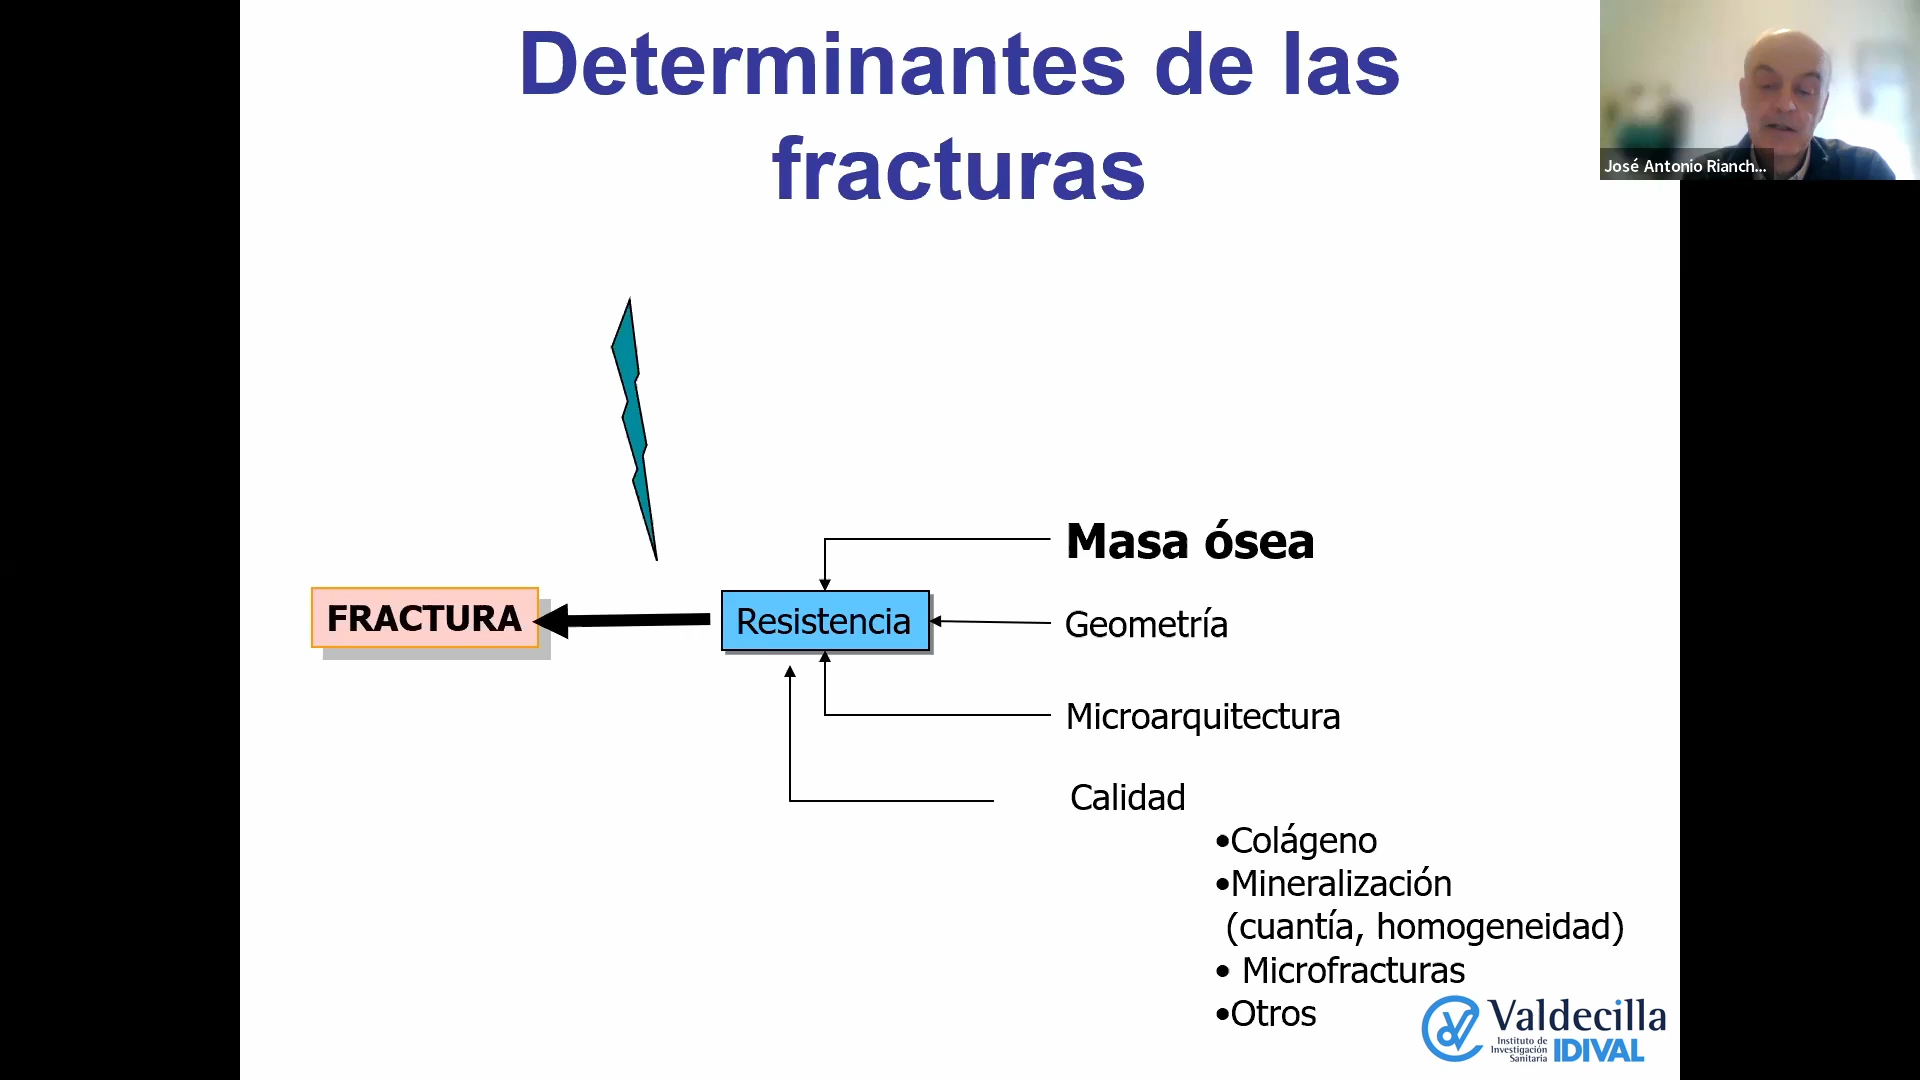 Determinantes de las
fracturas
José Antonio Rianch...
Masa ósea
FRACTURA
Resistencia
Geometría
Microarquitectura
Calidad
•Colágeno
•Mineralización
(cuantía, homogeneidad)
• Microfracturas
•Otros
Valdecilla
Instituto de
Investigación
Sanitaria
IDIVAL